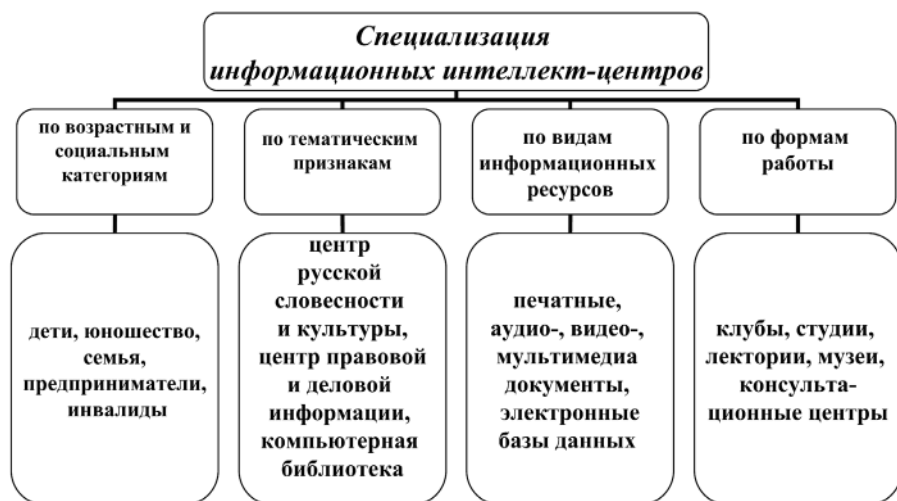 Специализация
информационных интеллект-центров
по возрастным и
социальным
категориям
по тематическим
признакам
по видам
информационных
ресурсов
по формам
работы
дети, юношество,
семья,
предприниматели,
инвалиды
центр
русской
словесности
и культуры,
центр правовой
и деловой
информации,
компьютерная
библиотека
печатные,
аудио-, видео-,
мультимедиа
документы,
электронные
базы данных
клубы, студии,
лектории, музеи,
консульта-
ционные центры